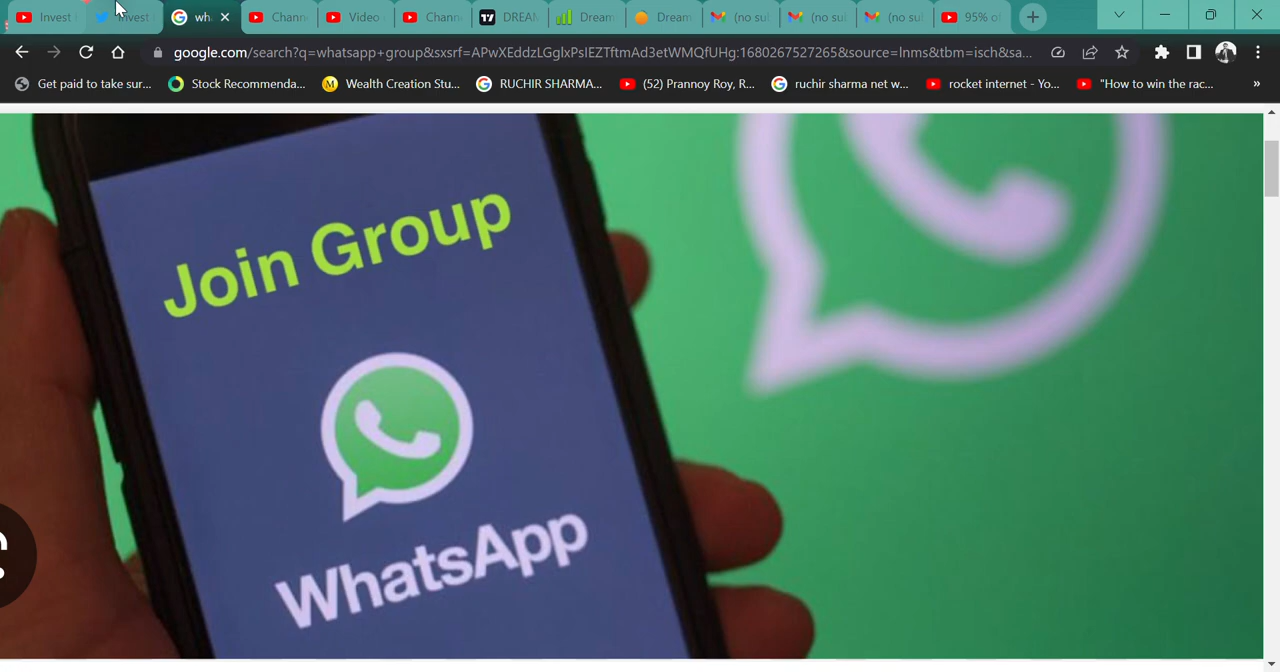 Invest
Invest
wh
Chann
Video
Chann
DREAM
Dream
Dream
(no su
(no su
(no su
95% o
google.com/search?q=whatsapp+group&sxsrf=APwXEddzLGglxPsIEZTftmAd3etWMQfUHg:1680267527265&source=lnms&tbm=isch&sa...
Get paid to take sur...
Stock Recommenda...
Wealth Creation Stu...
RUCHIR SHARMA...
(52) Prannoy Roy, R...
ruchir sharma net w...
rocket internet - Yo...
"How to win the rac...
»
Join Group
WhatsApp